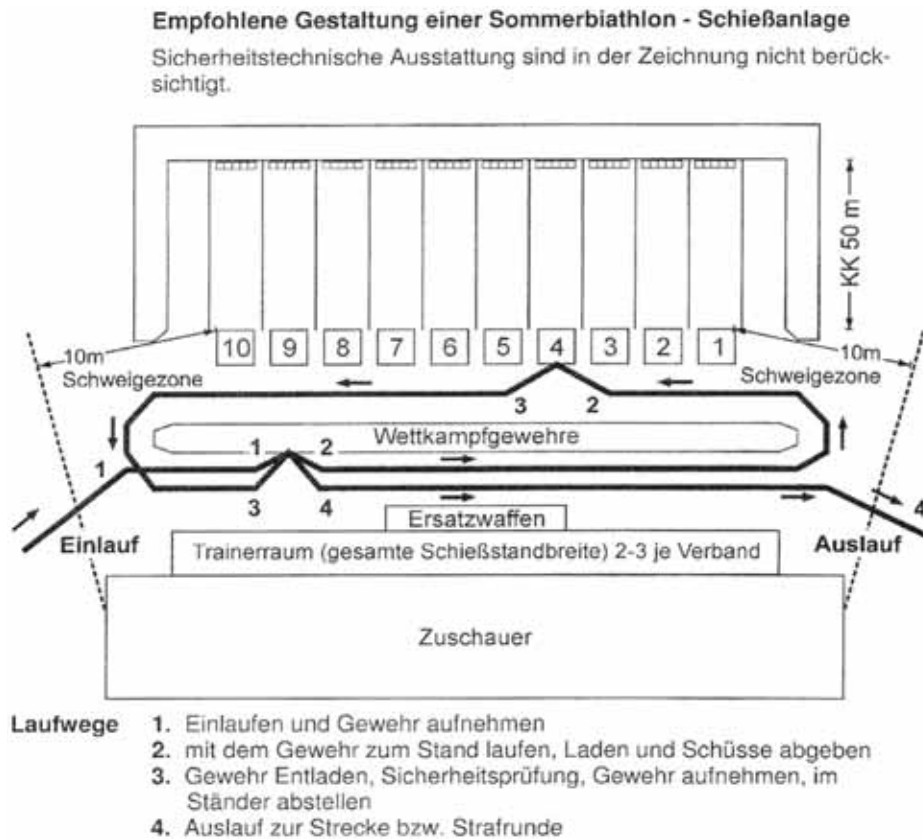 Empfohlene Gestaltung einer Sommerbiathlon - Schießanlage
Sicherheitstechnische Ausstattung sind in der Zeichnung nicht berück-
sichtigt.
KK 50 m
10m
10 9 8 7 6 5 4 3 2 1
10m
Schweigezone
Schweigezone
3 2
Wettkampfgewehre
1
1 2
3 4
4
Ersatzwaffen
Einlauf
Auslauf
Trainerraum (gesamte Schießstandbreite) 2-3 je Verband
Zuschauer
Laufwege 1. Einlaufen und Gewehr aufnehmen
2. mit dem Gewehr zum Stand laufen, Laden und Schüsse abgeben
3. Gewehr Entladen, Sicherheitsprüfung, Gewehr aufnehmen, im
Ständer abstellen
4. Auslauf zur Strecke bzw. Strafrunde